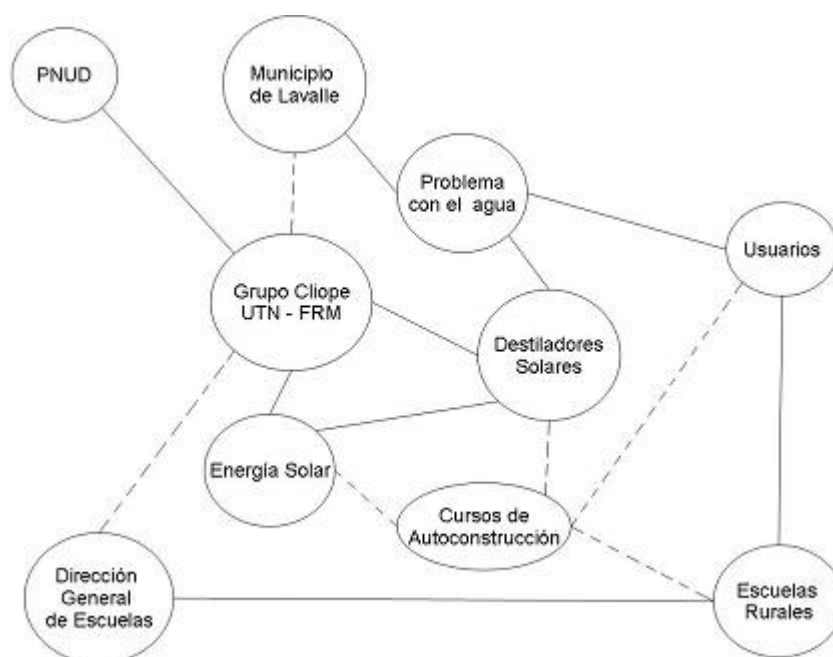 PNUD
Municipio
de Lavalle
Problema
con el agua
Usuarios
Grupo Cliope
UTN - FRM
Destiladores
Solares
Energía Solar
Cursos de
Autoconstrucción
Dirección
General
de Escuelas
Escuelas
Rurales